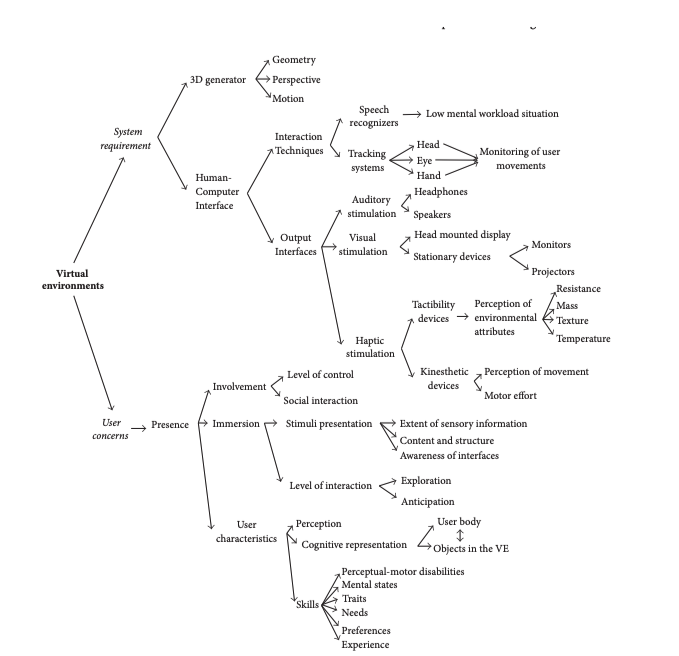 Geometry
3D generator
Perspective
Motion
System
requirement
Speech
recognizers
Low mental workload situation
Interaction
Techniques
Tracking
systems
Head
Eye
Hand
Monitoring of user
movements
Human-
Computer
Interface
Auditory
stimulation
Headphones
Speakers
Output
Interfaces
Visual
stimulation
Head mounted display
Stationary devices
Monitors
Projectors
Virtual
environments
Haptic
stimulation
Tactibility
devices
Perception of
environmental
attributes
Resistance
Mass
Texture
Temperature
Kinesthetic
devices
Perception of movement
Motor effort
Involvement
Level of control
Social interaction
User
concerns
Presence
Immersion
Stimuli presentation
Extent of sensory information
Content and structure
Awareness of interfaces
Level of interaction
Exploration
Anticipation
User
characteristics
Perception
Cognitive representation
User body
Objects in the VE
Skills
Perceptual-motor disabilities
Mental states
Traits
Needs
Preferences
Experience